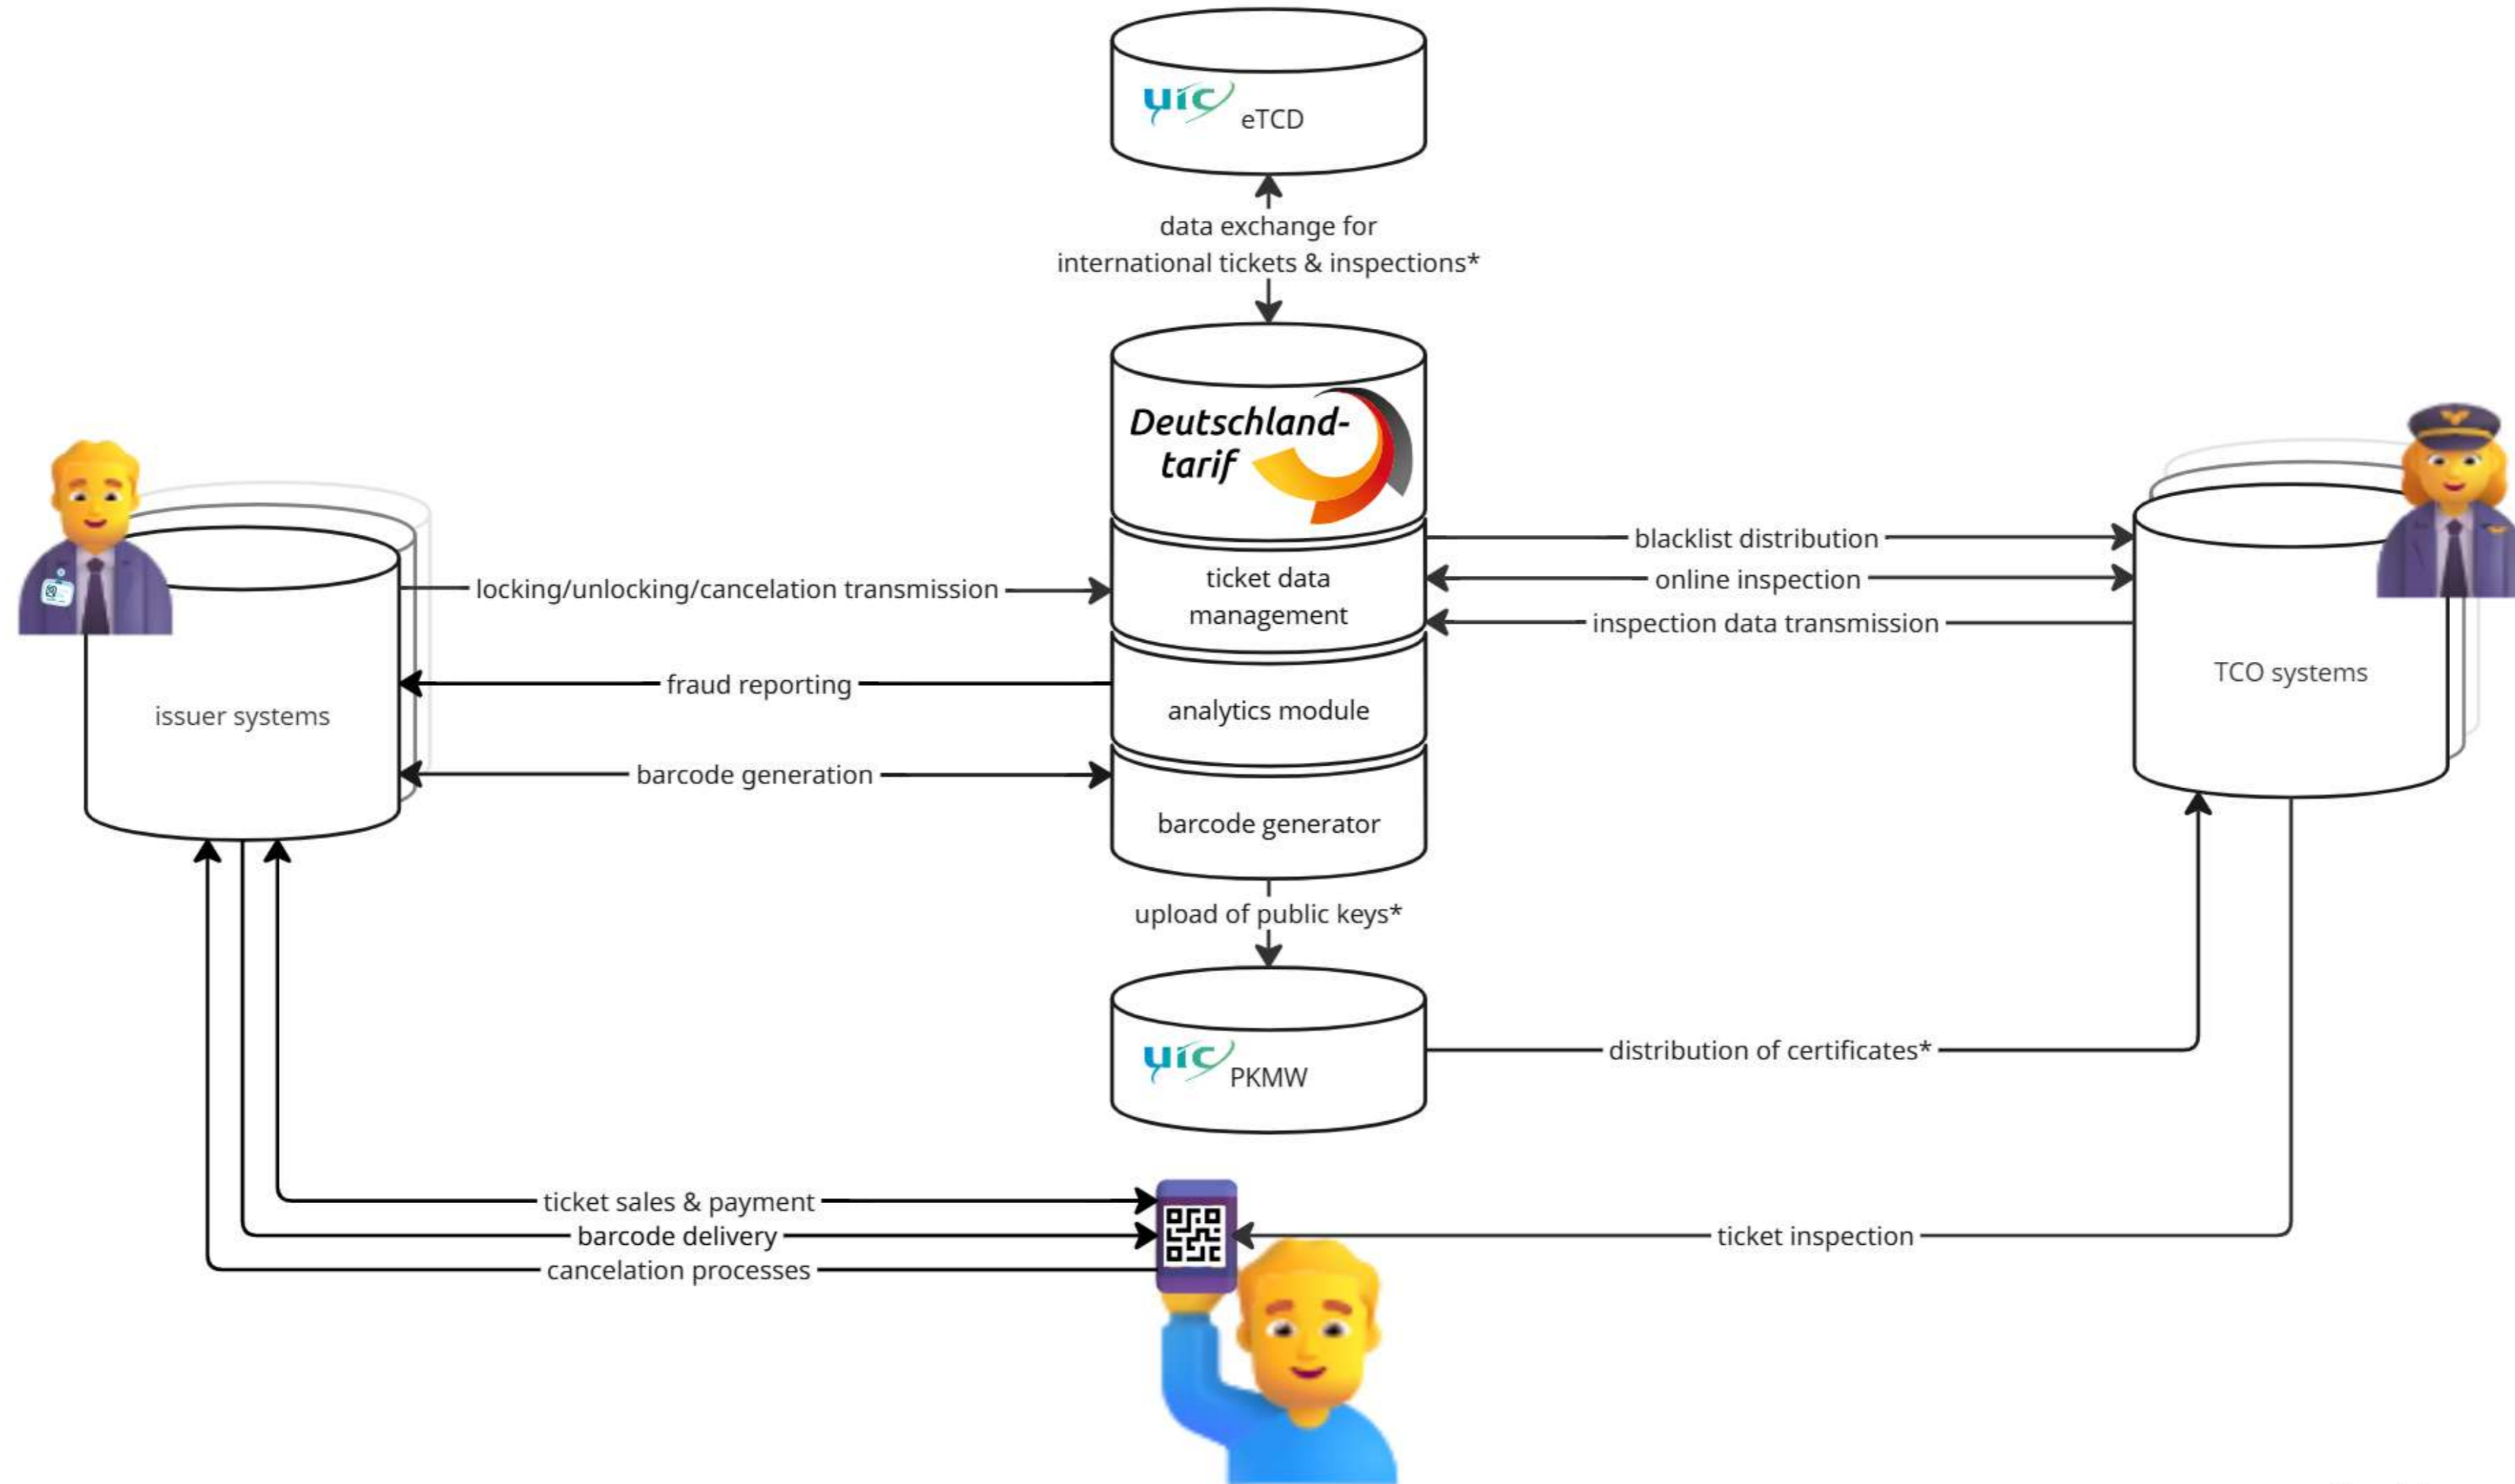 uic
eTCD
data exchange for
international tickets & inspections*
Deutschland-
tarif
blacklist distribution
locking/unlocking/cancelation transmission
ticket data
management
online inspection
inspection data transmission
TCO systems
fraud reporting
issuer systems
analytics module
barcode generation
barcode generator
upload of public keys*
distribution of certificates*
uic
PKMW
ticket sales & payment
barcode delivery
ticket inspection
cancelation processes